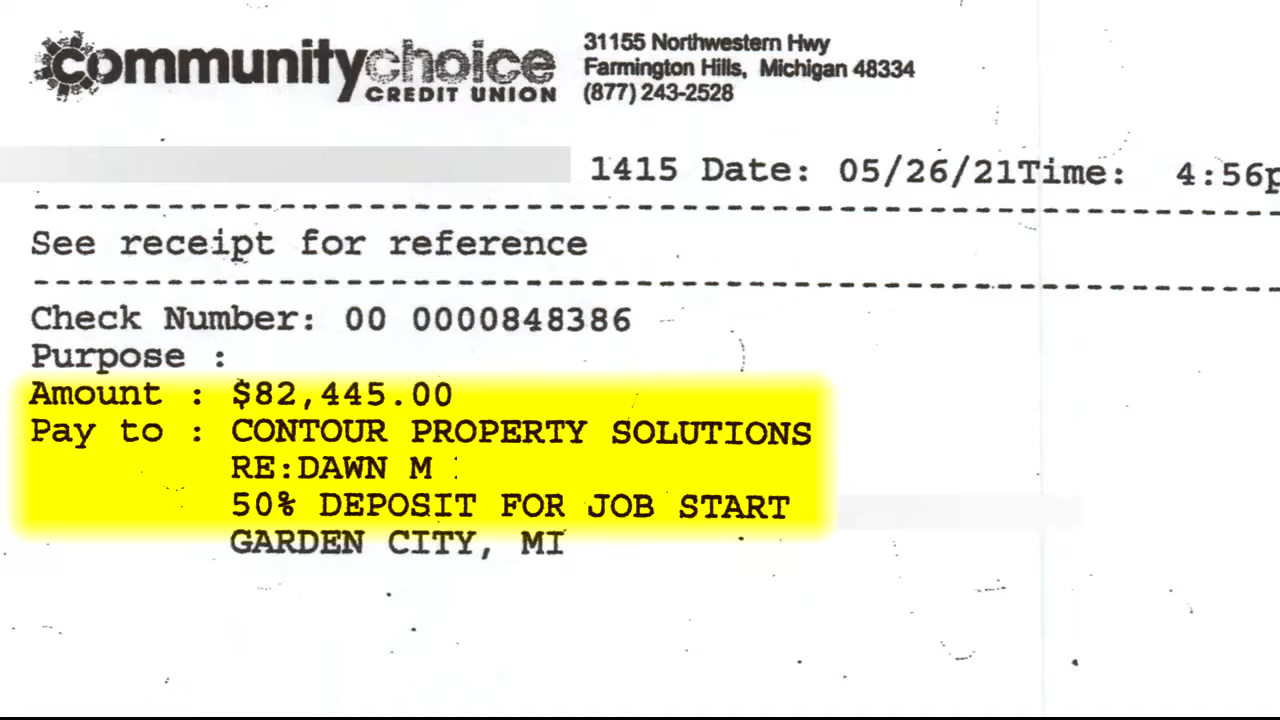 communitychoice
CREDIT UNION
31155 Northwestern Hwy
Farmington Hills, Michigan 48334
(877) 243-2528
1415 Date: 05/26/21Time: 4:56p
See receipt for reference
Check Number: 00 0000848386
Purpose :
Amount : $82,445.00
Pay to : CONTOUR PROPERTY SOLUTIONS
RE:DAWN M
50% DEPOSIT FOR JOB START
GARDEN CITY, MI